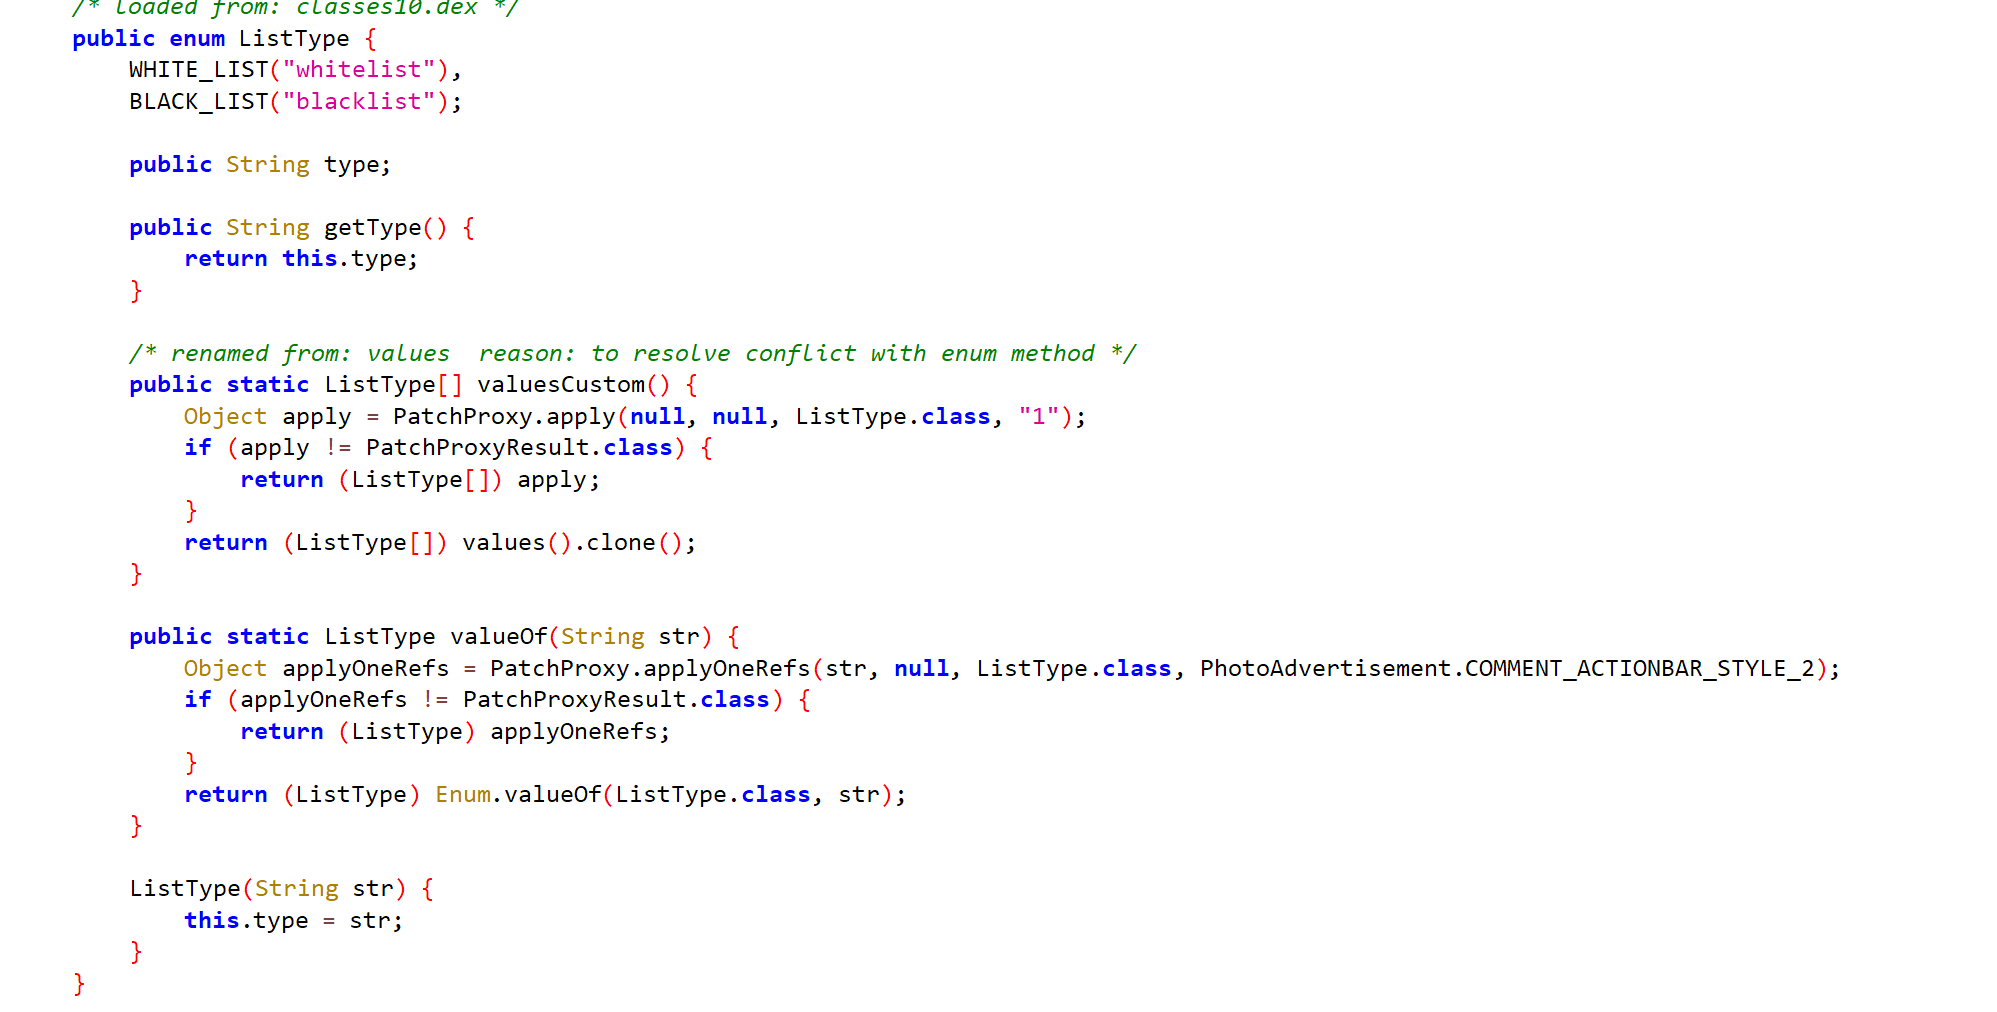 /* loaded from: classes10.dex */
public enum ListType {
    WHITE_LIST("whitelist"),
    BLACK_LIST("blacklist");

    public String type;

    public String getType() {
        return this.type;
    }

    /* renamed from: values  reason: to resolve conflict with enum method */
    public static ListType[] valuesCustom() {
        Object apply = PatchProxy.apply(null, null, ListType.class, "1");
        if (apply != PatchProxyResult.class) {
            return (ListType[]) apply;
        }
        return (ListType[]) values().clone();
    }

    public static ListType valueOf(String str) {
        Object applyOneRefs = PatchProxy.applyOneRefs(str, null, ListType.class, PhotoAdvertisement.COMMENT_ACTIONBAR_STYLE_2);
        if (applyOneRefs != PatchProxyResult.class) {
            return (ListType) applyOneRefs;
        }
        return (ListType) Enum.valueOf(ListType.class, str);
    }

    ListType(String str) {
        this.type = str;
    }
}